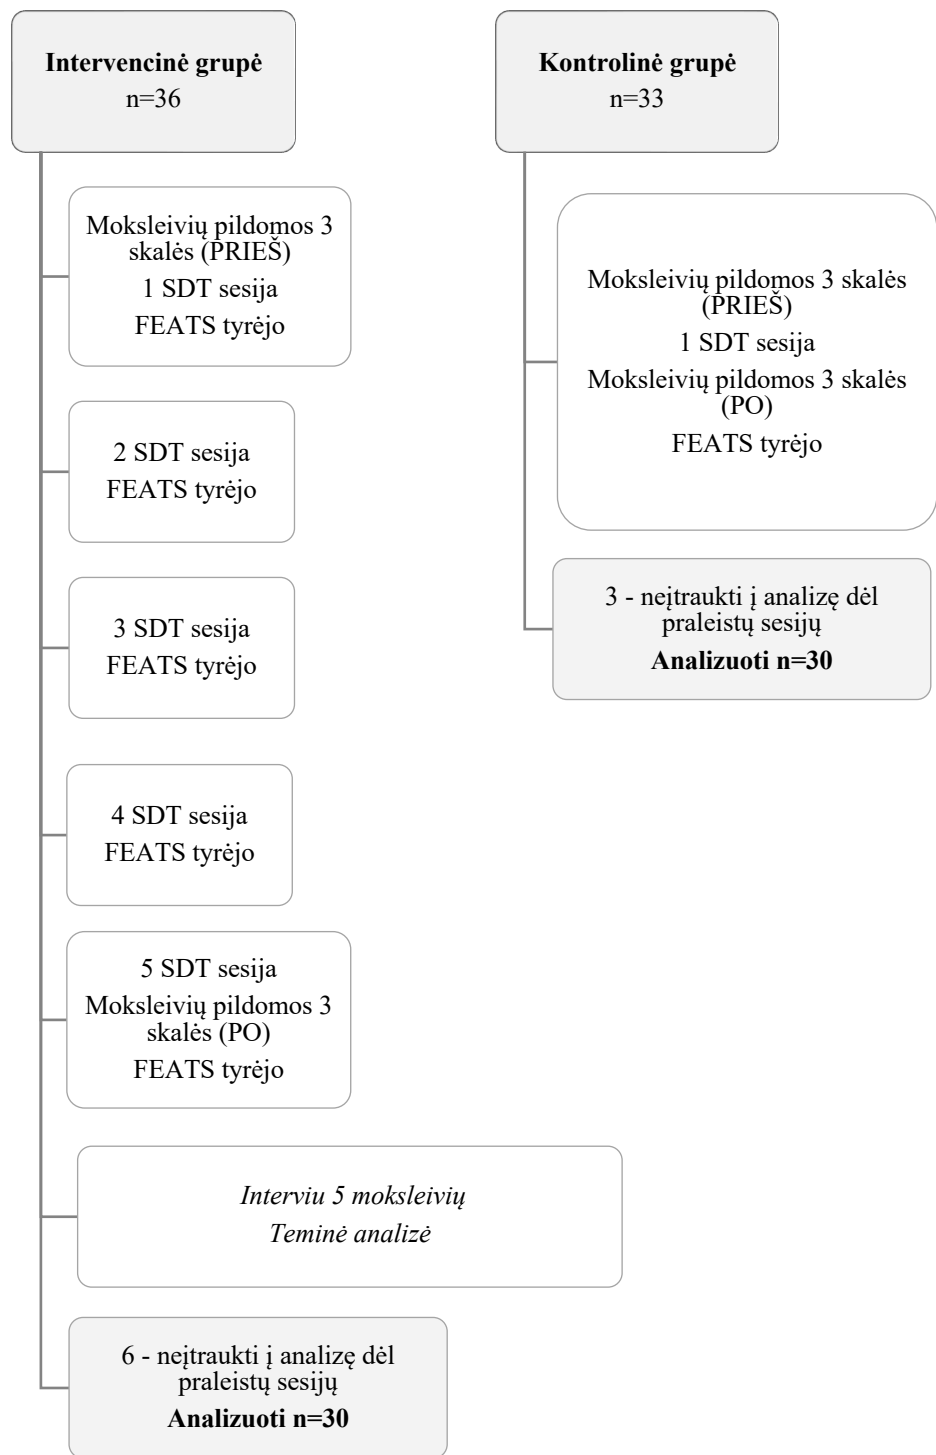 Intervencinė grupė
n=36
Moksleivių pildomos 3
skalės (PRIEŠ)
1 SDT sesija
FEATS tyrėjo
2 SDT sesija
FEATS tyrėjo
3 SDT sesija
FEATS tyrėjo
4 SDT sesija
FEATS tyrėjo
5 SDT sesija
Moksleivių pildomos 3
skalės (PO)
FEATS tyrėjo
Interviu 5 moksleivių
Teminė analizė
6 - neįtraukti į analizę dėl
praleistų sesijų
Analizuoti n=30
Kontrolinė grupė
n=33
Moksleivių pildomos 3 skalės
(PRIEŠ)
1 SDT sesija
Moksleivių pildomos 3 skalės
(PO)
FEATS tyrėjo
3 - neįtraukti į analizę dėl
praleistų sesijų
Analizuoti n=30